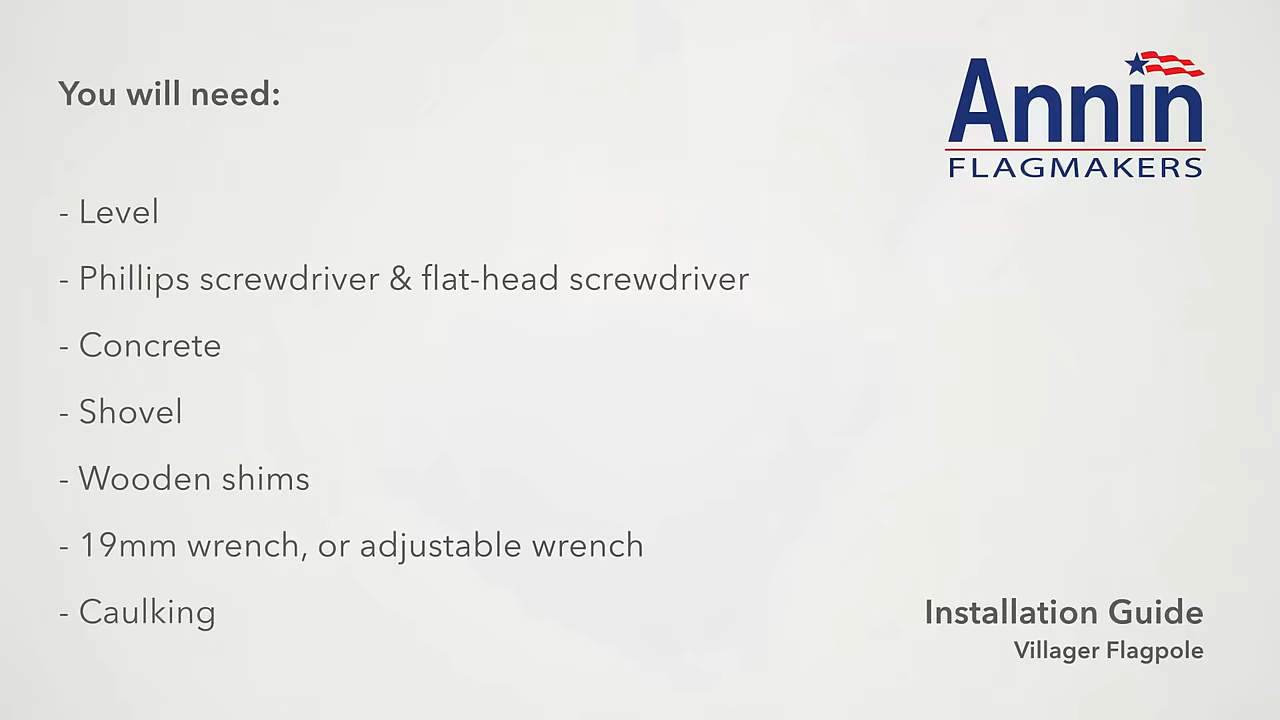 You will need:
Annin
FLAGMAKERS
- Level
- Phillips screwdriver & flat-head screwdriver
- Concrete
- Shovel
- Wooden shims
- 19mm wrench, or adjustable wrench
- Caulking
Installation Guide
Villager Flagpole